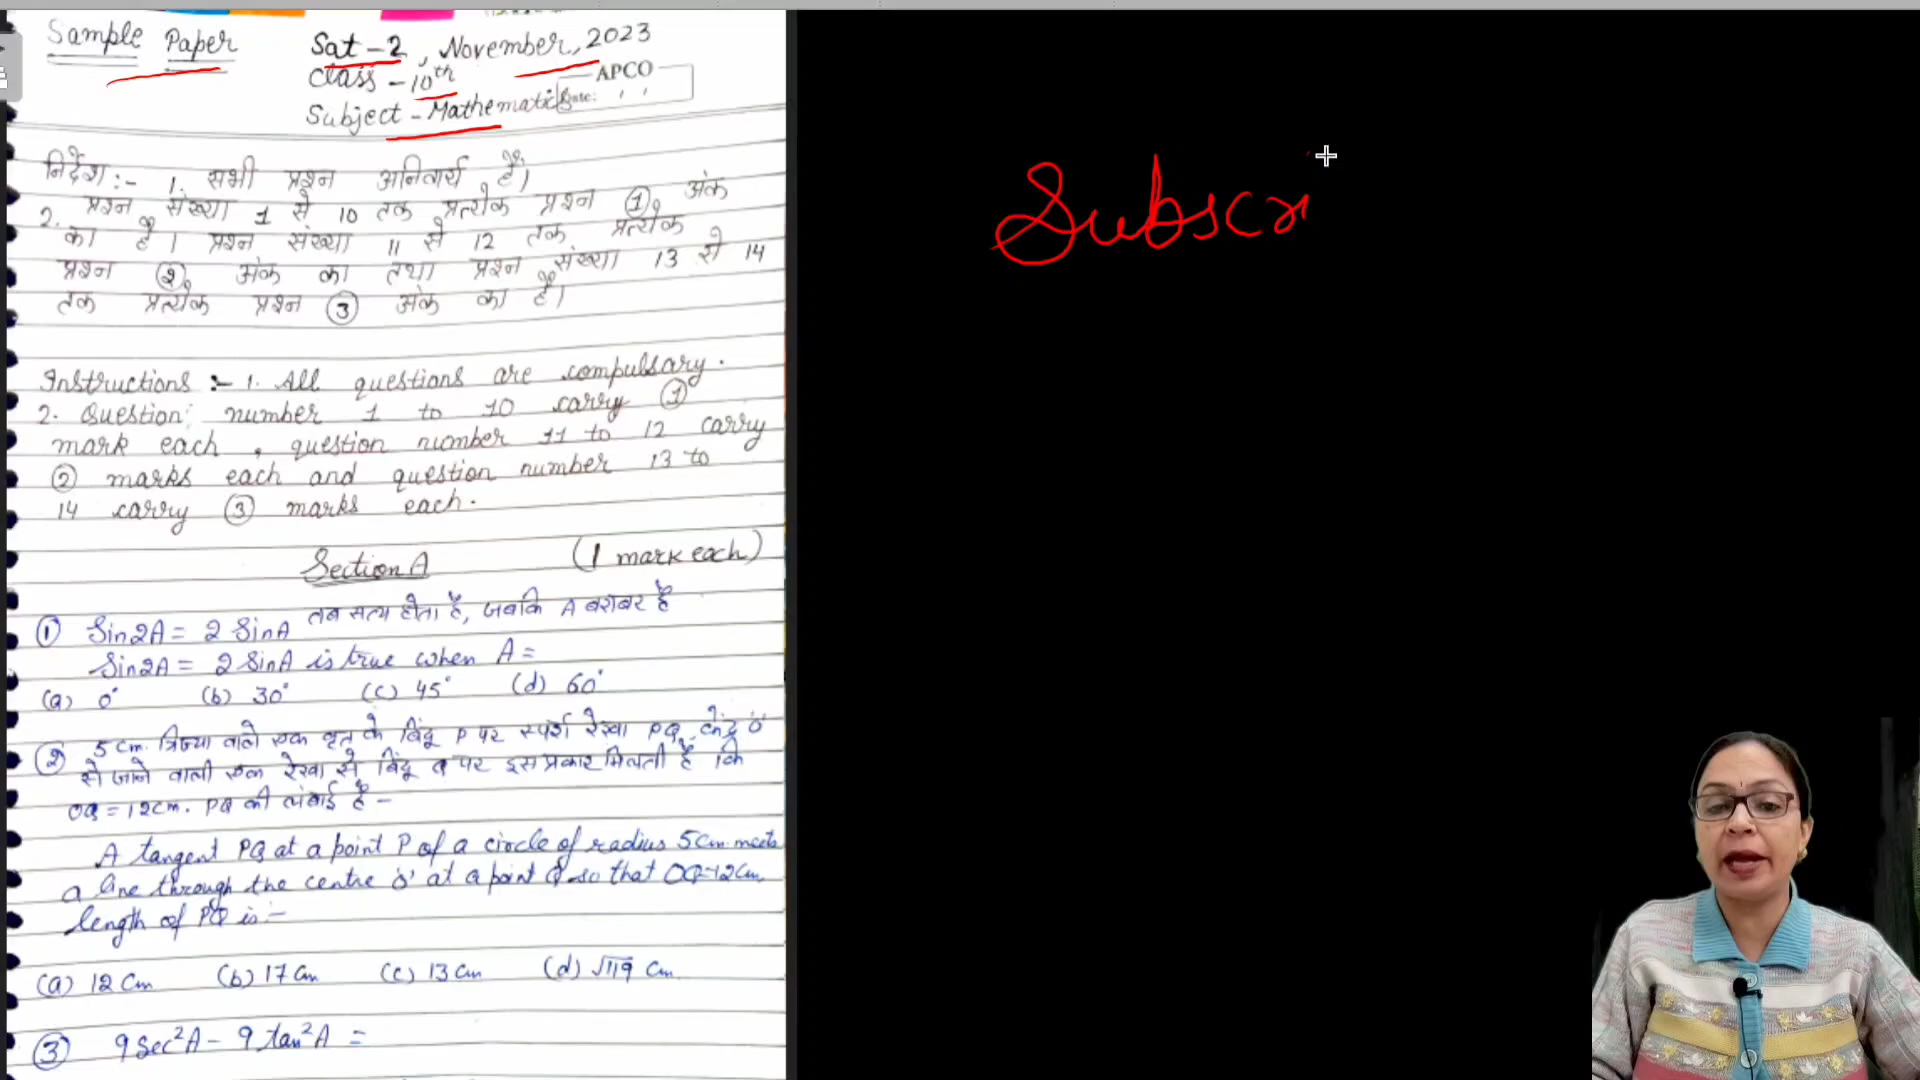 Sample Paper
Sat-2, November, 2023
Class - 10th
APCO
Subject - Mathematics
Date:
निर्देश :- 1. सभी प्रश्न अनिवार्य हैं।
2. प्रश्न संख्या 1 से 10 तक प्रत्येक प्रश्न ① अंक
का है। प्रश्न संख्या 11 से 12 तक प्रत्येक
प्रश्न ② अंक का तथा प्रश्न संख्या 13 से 14
तक प्रत्येक प्रश्न ③ अंक का है।
Instructions :- 1. All questions are compulsary.
2. Question number 1 to 10 carry ①
mark each, question number 11 to 12 carry
② marks each and question number 13 to
14 carry ③ marks each.
Section A (1 mark each)
① Sin2A = 2 SinA तब सत्य होता है, जबकि A बराबर है
Sin2A = 2 SinA is true when A =
(a) 0° (b) 30° (c) 45° (d) 60°
② 5 cm. त्रिज्या वाले एक वृत के बिंदू P पर स्पर्श रेखा PQ केंद्र 'O'
से जाने वाली एक रेखा से बिंदू Q पर इस प्रकार मिलती है कि
OQ = 12cm. PQ की लंबाई है -
A tangent PQ at a point P of a circle of radius 5cm meets
a line through the centre 'O' at a point Q so that OQ=12cm,
length of PQ is :-
(a) 12 Cm (b) 17 Cm (c) 13 Cm (d) √119 Cm
③ 9Sec²A - 9 tan²A =
Subscr